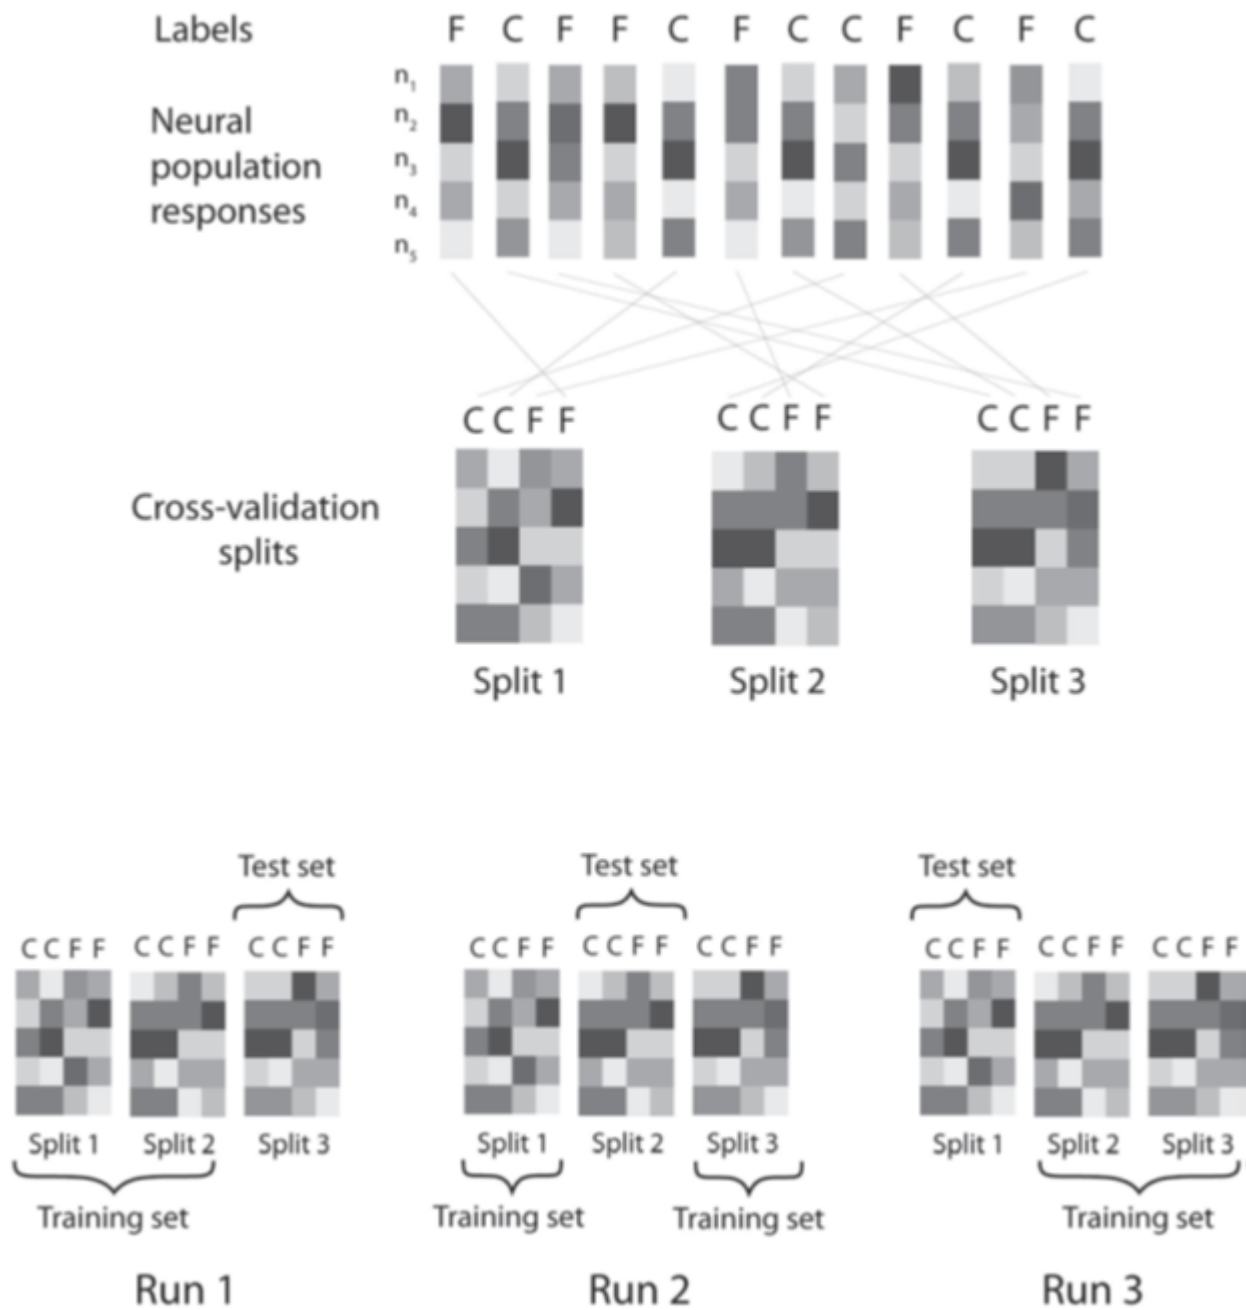 Labels F C F F C F C C F C F C
Neural
population
responses
n1
n2
n3
n4
n5
C C F F C C F F C C F F
Cross-validation
splits
Split 1 Split 2 Split 3
Test set Test set Test set
C C F F C C F F C C F F C C F F C C F F C C F F C C F F C C F F C C F F
Split 1 Split 2 Split 3 Split 1 Split 2 Split 3 Split 1 Split 2 Split 3
Training set Training set Training set Training set
Run 1 Run 2 Run 3